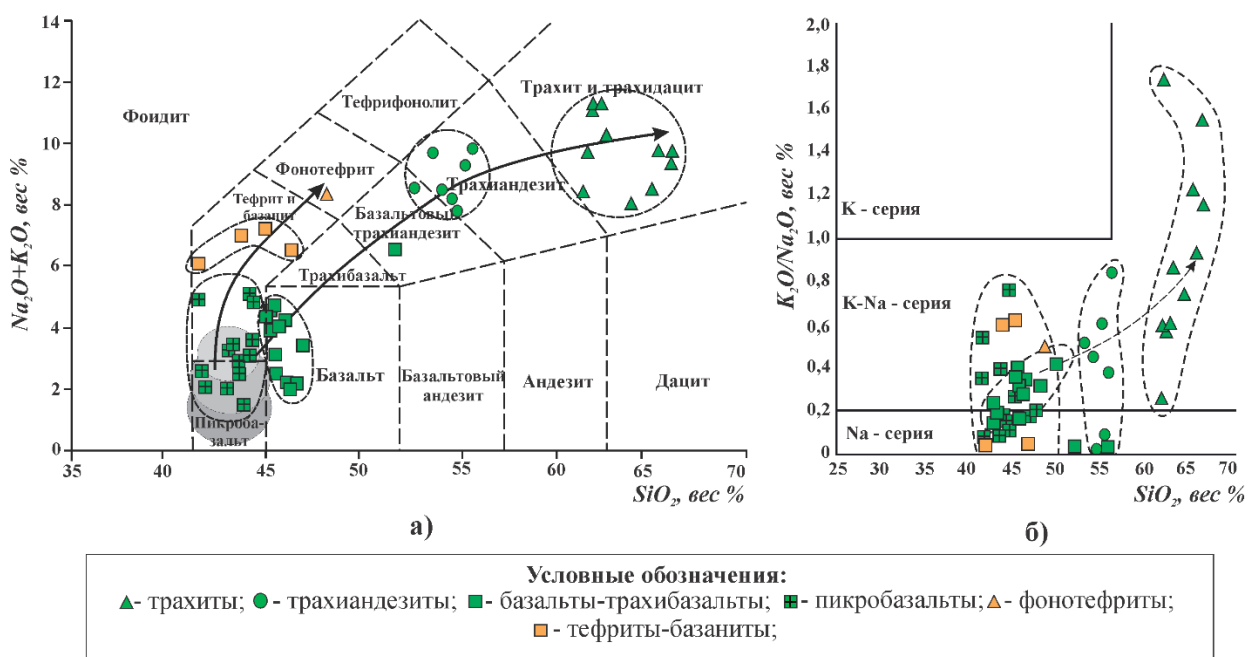 14
12
10
8
6
4
2
0
Na₂O+K₂O, вес %
Фоидит
Тефрифонолит
Трахит и трахидацит
Фонотефрит
Тефрит и
базанит
Трахиандезит
Базальтовый
трахиандезит
Трахибазальт
Базальт
Базальтовый
андезит
Андезит
Дацит
Пикроба-
зальт
35 40 45 50 55 60 65 70
SiO₂, вес %
а)
2,0
1,8
1,6
1,4
1,2
1,0
0,8
0,6
0,4
0,2
0
K₂O/Na₂O, вес %
K - серия
K-Na - серия
Na - серия
25 30 35 40 45 50 55 60 65 70
SiO₂, вес %
б)
Условные обозначения:
- трахиты; - трахиандезиты; - базальты-трахибазальты; - пикробазальты; - фонотефриты;
- тефриты-базаниты;